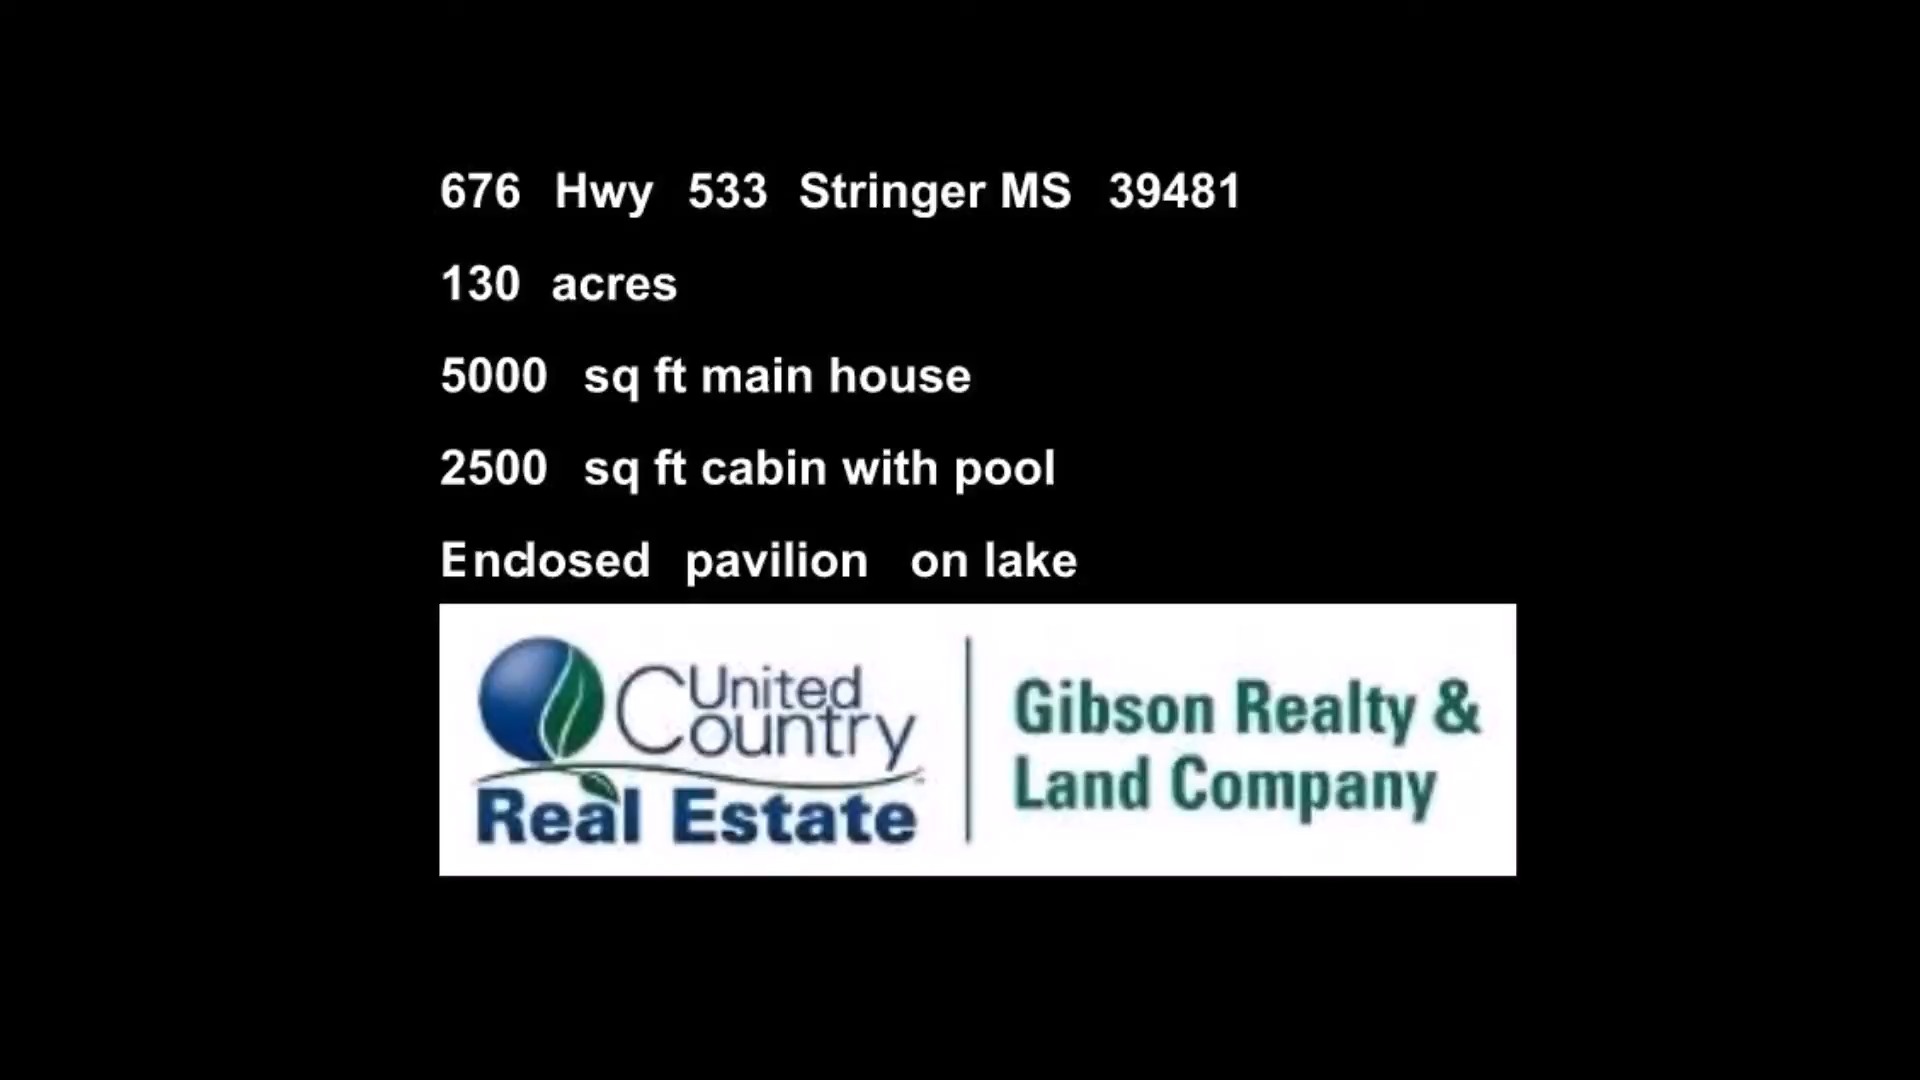 676 Hwy 533 Stringer MS 39481
130 acres
5000 sq ft main house
2500 sq ft cabin with pool
Enclosed pavilion on lake
United Country
Real Estate
Gibson Realty &
Land Company